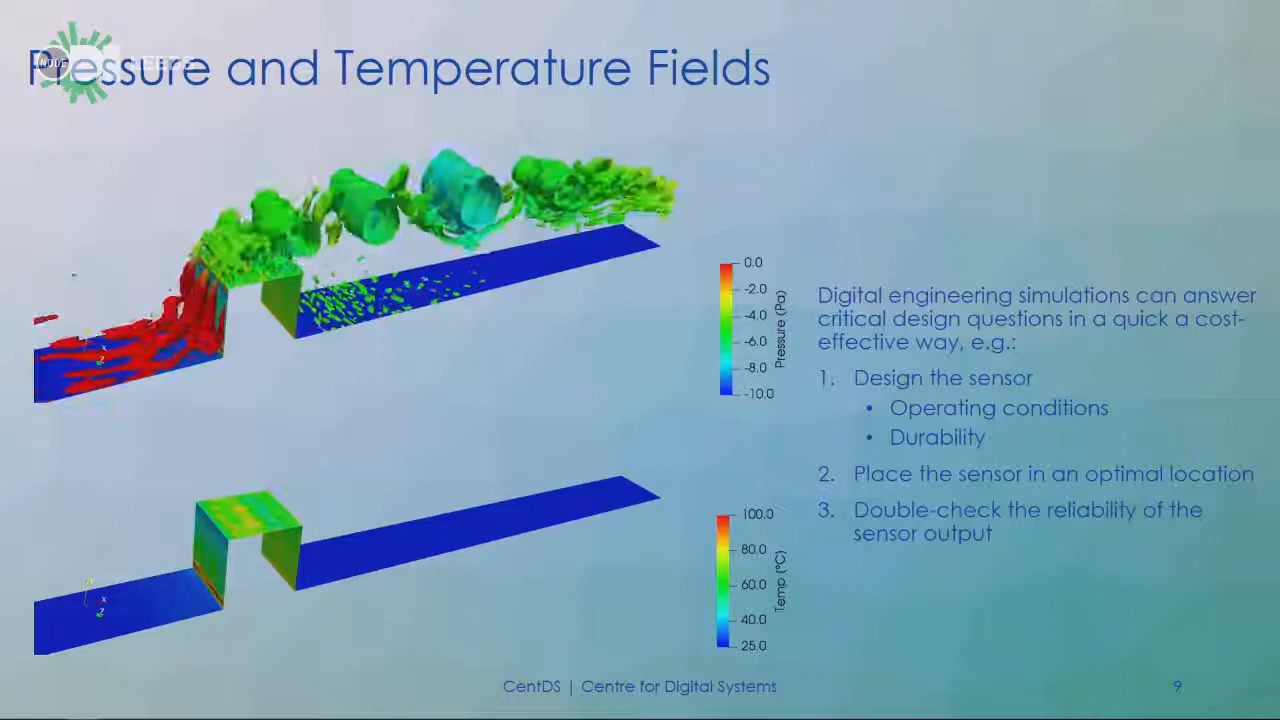 Pressure and Temperature Fields
NODE
LEEDS
0.0
-2.0
-4.0
-6.0
-8.0
-10.0
Pressure (Pa)
Digital engineering simulations can answer
critical design questions in a quick a cost-
effective way, e.g.:
1. Design the sensor
• Operating conditions
• Durability
2. Place the sensor in an optimal location
3. Double-check the reliability of the
sensor output
100.0
80.0
60.0
40.0
25.0
Temp (°C)
X
Z
X
Z
CentDS | Centre for Digital Systems
9